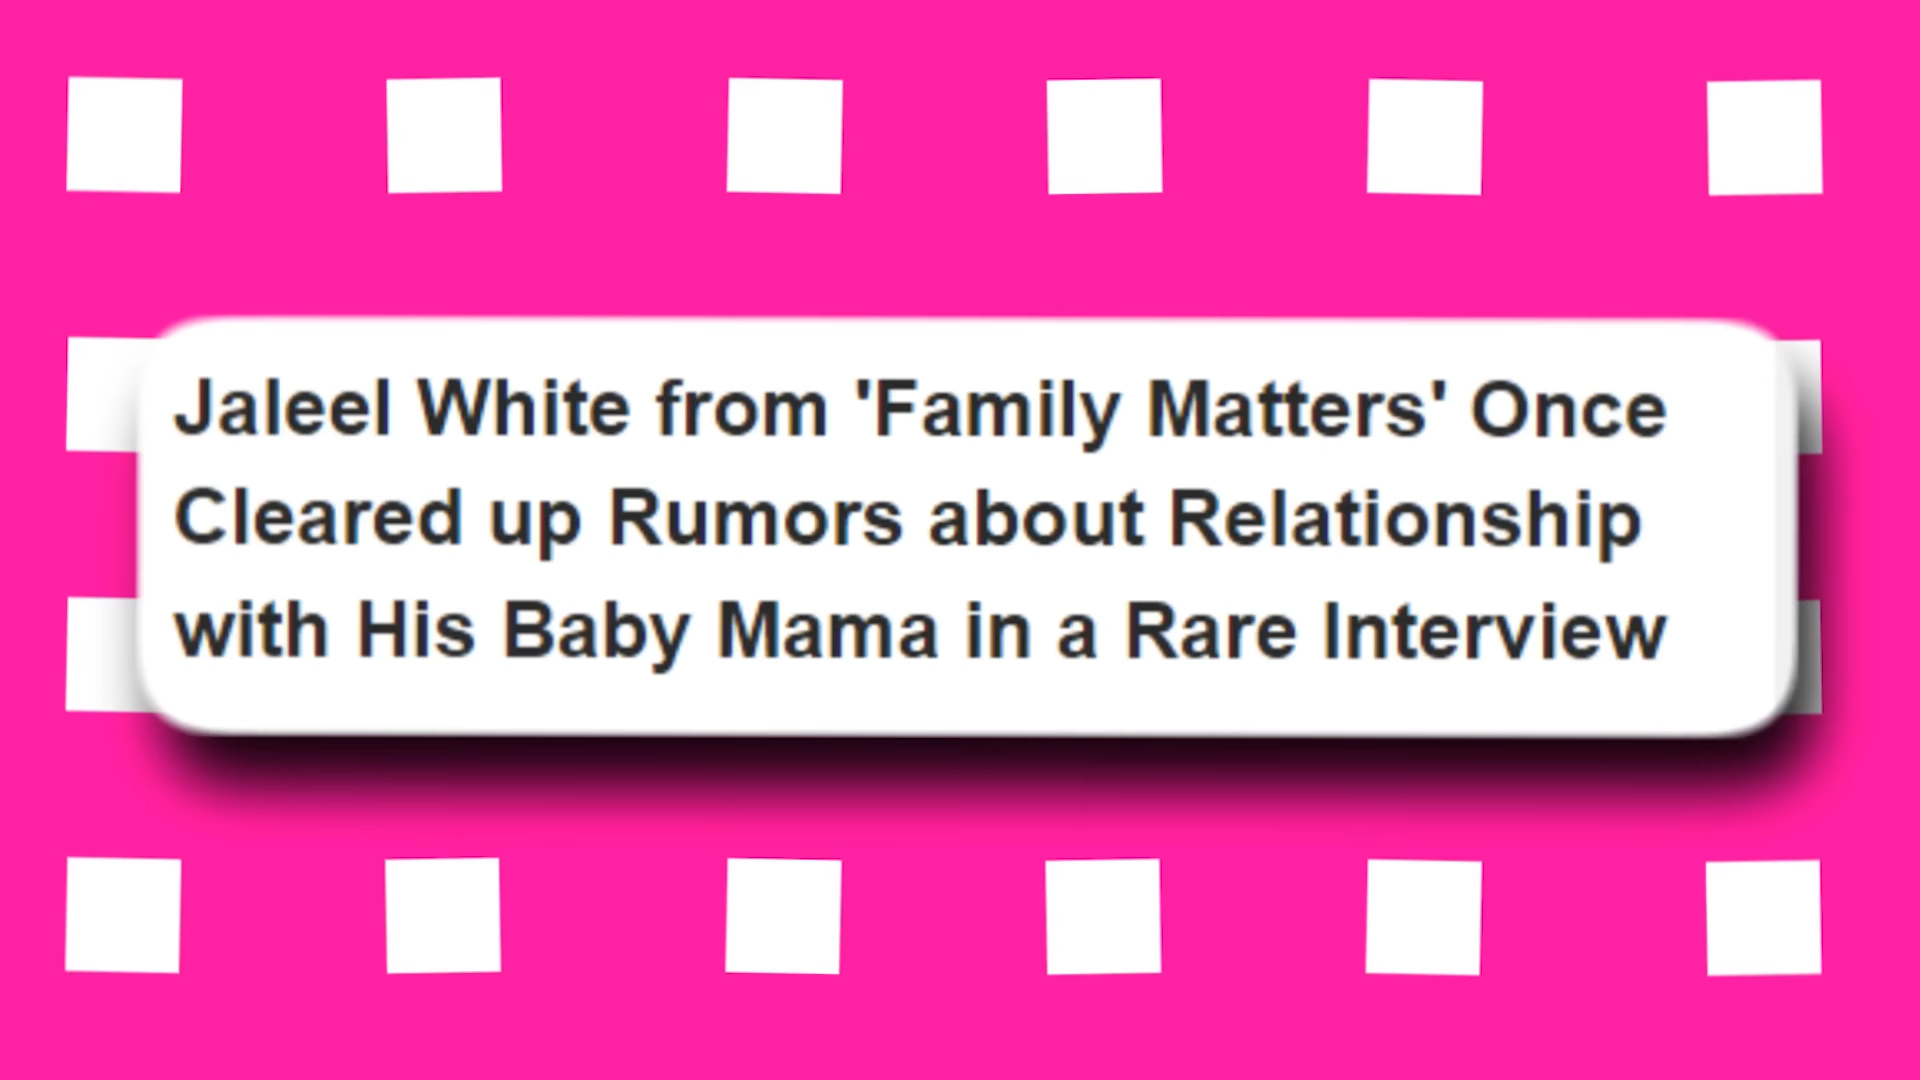 Jaleel White from 'Family Matters' Once
Cleared up Rumors about Relationship
with His Baby Mama in a Rare Interview